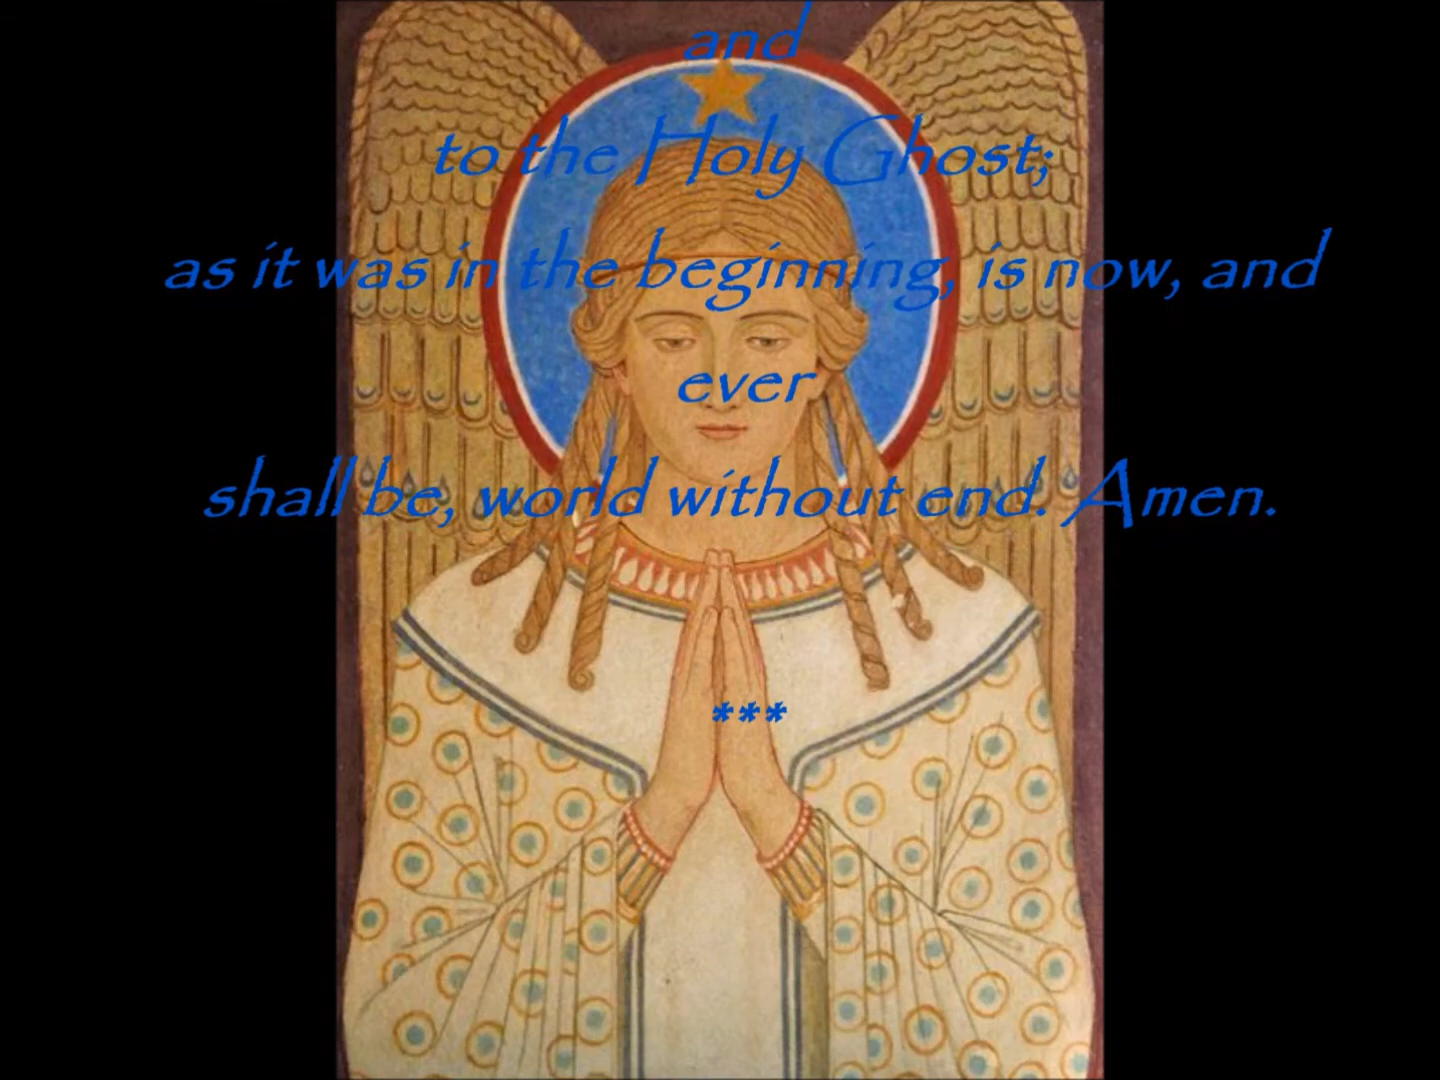 and
to the Holy Ghost;
as it was in the beginning, is now, and
ever
shall be, world without end. Amen.
***